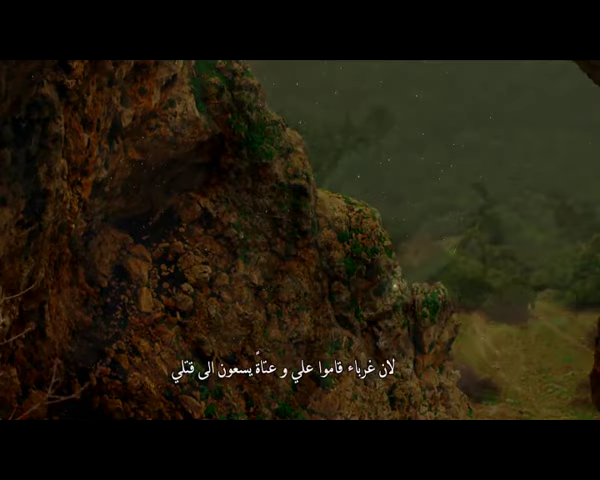 لان غرباء قاموا علي و عتاةً يسعون الى قتلي